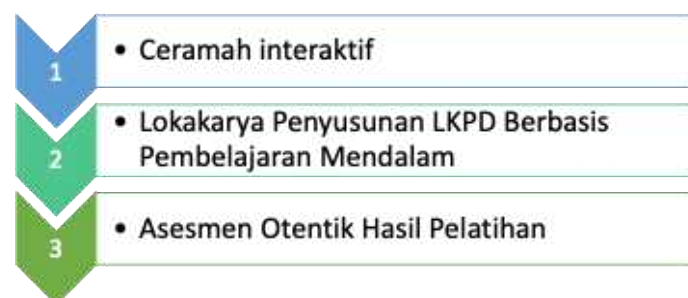 1
• Ceramah interaktif
2
• Lokakarya Penyusunan LKPD Berbasis
Pembelajaran Mendalam
3
• Asesmen Otentik Hasil Pelatihan